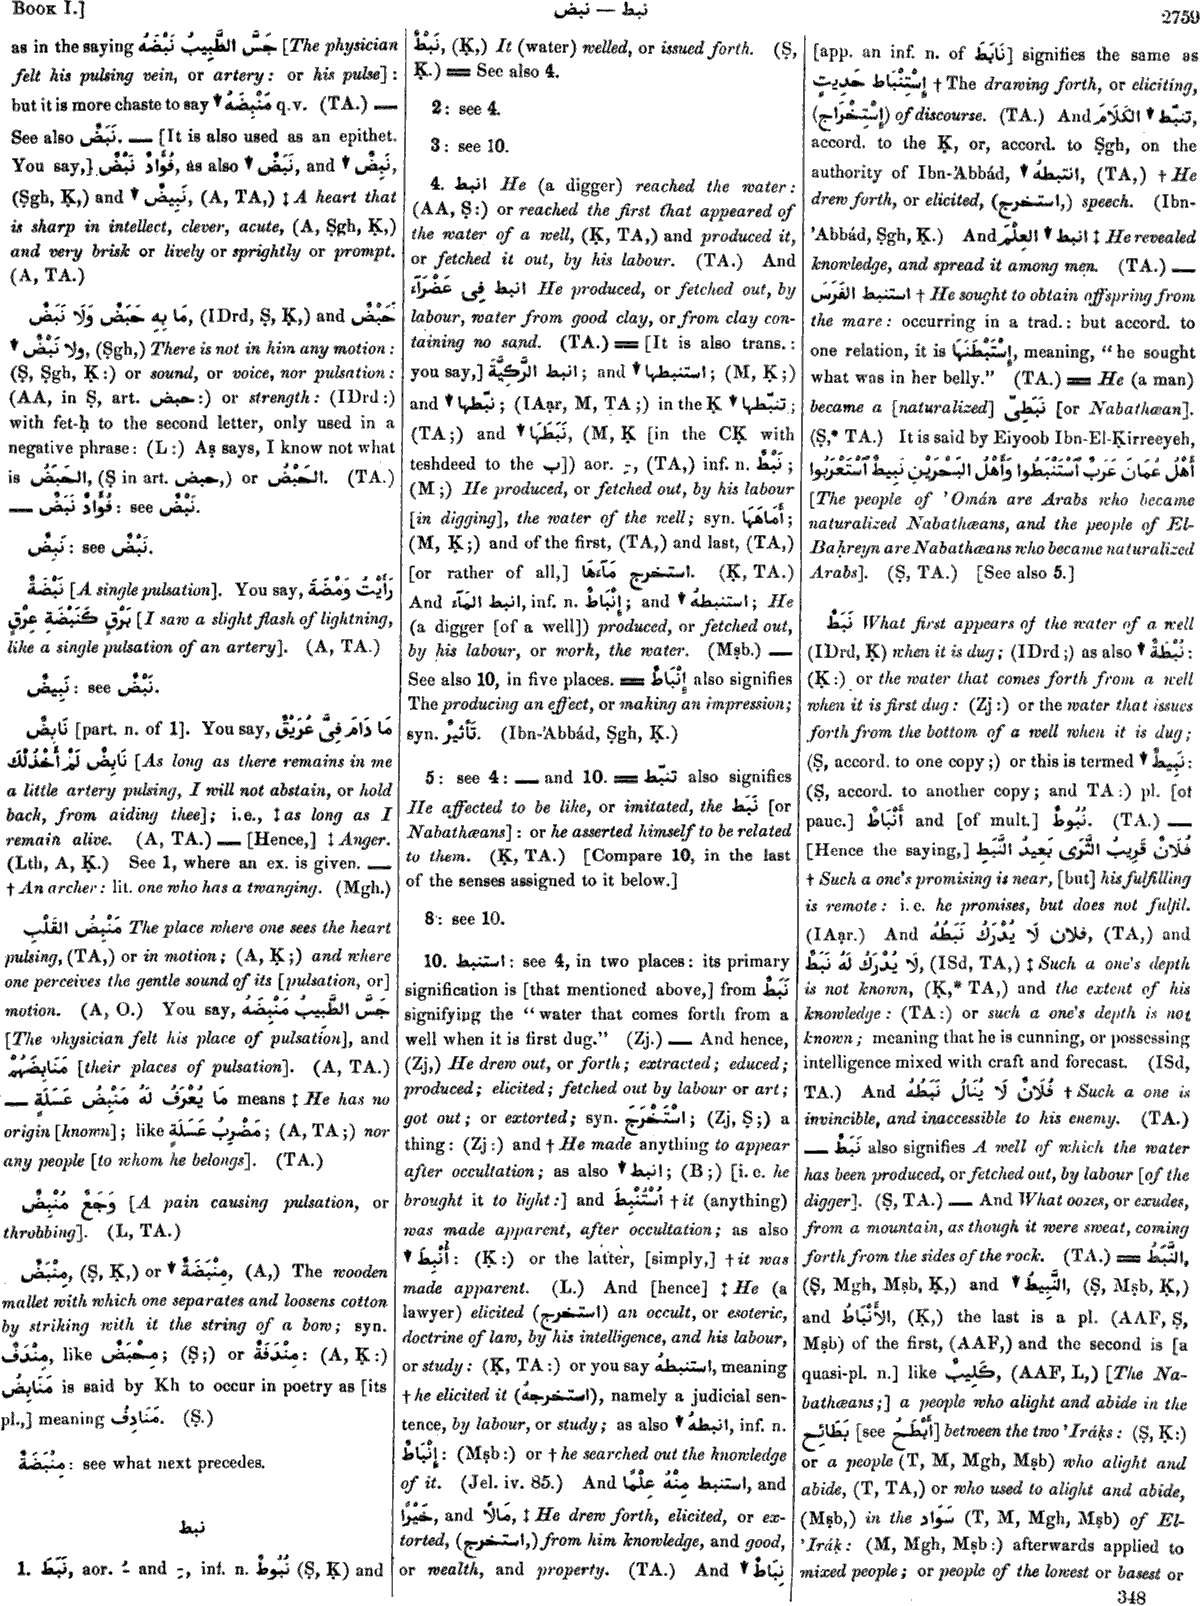 BOOK I.]
نبض — نبط
2759
as in the saying جَسَّ الطَّبِيبُ نَبْضَهُ [The physician
felt his pulsing vein, or artery: or his pulse]:
but it is more chaste to say ▼ مَنْبِضَهُ q.v. (TA.) —
See also نَبَضٌ. — [It is also used as an epithet.
You say,] فُؤَادٌ نَبْضٌ, as also ▼ نَبَضٌ, and ▼ نَبِضٌ,
(Ṣgh, Ḳ,) and ▼ نَبِيضٌ, (A, TA,) ‡ A heart that
is sharp in intellect, clever, acute, (A, Ṣgh, Ḳ,)
and very brisk or lively or sprightly or prompt.
(A, TA.)
مَا بِهِ حَبَضٌ وَلَا نَبَضٌ, (IDrd, Ṣ, Ḳ,) and حَبْضٌ
▼ ولا نَبْضٌ, (Ṣgh,) There is not in him any motion:
(Ṣ, Ṣgh, Ḳ:) or sound, or voice, nor pulsation:
(AA, in Ṣ, art. حبض:) or strength: (IDrd:)
with fet-ḥ to the second letter, only used in a
negative phrase: (L:) Aṣ says, I know not what
is الحَبَضُ, (Ṣ in art. حبض,) or الحَبْضُ. (TA.)
— فُؤَادٌ نَبَضٌ: see نَبْضٌ.
نَبِضٌ: see نَبْضٌ.
نَبْضَةٌ [A single pulsation]. You say, رَأَيْتُ وَمْضَةَ
بَرْقٍ كَنَبْضَةِ عِرْقٍ [I saw a slight flash of lightning,
like a single pulsation of an artery]. (A, TA.)
نَبِيضٌ: see نَبْضٌ.
نَابِضٌ [part. n. of 1]. You say, مَا دَامَ فِىَّ عُرَيْقٌ
نَابِضٌ لَمْ أَخْذُلْكَ [As long as there remains in me
a little artery pulsing, I will not abstain, or hold
back, from aiding thee]; i.e., ‡ as long as I
remain alive. (A, TA.) — [Hence,] ‡ Anger.
(Lth, A, Ḳ.) See 1, where an ex. is given. —
† An archer: lit. one who has a twanging. (Mgh.)
مَنْبِضُ القَلْبِ The place where one sees the heart
pulsing, (TA,) or in motion; (A, Ḳ;) and where
one perceives the gentle sound of its [pulsation, or]
motion. (A, O.) You say, جَسَّ الطَّبِيبُ مَنْبِضَهُ
[The physician felt his place of pulsation], and
مَنَابِضَهُمْ [their places of pulsation]. (A, TA.)
— مَا يُعْرَفُ لَهُ مَنْبِضُ عَسَلَةٍ means ‡ He has no
origin [known]; like مَضْرِبُ عَسَلَةٍ; (A, TA;) nor
any people [to whom he belongs]. (TA.)
وَجَعٌ مُنْبِضٌ [A pain causing pulsation, or
throbbing]. (L, TA.)
مِنْبَضٌ, (Ṣ, Ḳ,) or ▼ مِنْبَضَةٌ, (A,) The wooden
mallet with which one separates and loosens cotton
by striking with it the string of a bow; syn.
مِنْدَفٌ, like مِحْبَضٌ; (Ṣ;) or مِنْدَفَةٌ: (A, Ḳ:)
مَنَابِضُ is said by Kh to occur in poetry as [its
pl.,] meaning مَنَادِفُ. (Ṣ.)
مِنْبَضَةٌ: see what next precedes.
نبط
1. نَبَطَ, aor. ـُ and ـِ, inf. n. نُبُوطٌ (Ṣ, Ḳ) and
نَبْطٌ, (Ḳ,) It (water) welled, or issued forth. (Ṣ,
Ḳ.) ═ See also 4.
2: see 4.
3: see 10.
4. انبط He (a digger) reached the water:
(AA, Ṣ:) or reached the first that appeared of
the water of a well, (Ḳ, TA,) and produced it,
or fetched it out, by his labour. (TA.) And
انبط فِى غَضْرَآءَ He produced, or fetched out, by
labour, water from good clay, or from clay con-
taining no sand. (TA.) ═ [It is also trans.:
you say,] انبط الرَّكِيَّةَ; and ▼ استنبطها; (M, Ḳ;)
and ▼ نبّطها; (IAạr, M, TA;) in the Ḳ ▼ تنبّطها;
(TA;) and ▼ نَبَطَهَا, (M, Ḳ [in the CḲ with
teshdeed to the ب]) aor. ـِ, (TA,) inf. n. نَبْطٌ;
(M;) He produced, or fetched out, by his labour
[in digging], the water of the well; syn. أَمَاهَهَا;
(M, Ḳ;) and of the first, (TA,) and last, (TA,)
[or rather of all,] استخرج مَآءَهَا. (Ḳ, TA.)
And انبط المَآءَ, inf. n. إِنْبَاطٌ; and ▼ استنبطهُ; He
(a digger [of a well]) produced, or fetched out,
by his labour, or work, the water. (Mṣb.) —
See also 10, in five places. ═ إِنْبَاطٌ also signifies
The producing an effect, or making an impression;
syn. تَأْثِيرٌ. (Ibn-'Abbád, Ṣgh, Ḳ.)
5: see 4: — and 10. ═ تنبّط also signifies
He affected to be like, or imitated, the نَبَط [or
Nabathæans]: or he asserted himself to be related
to them. (Ḳ, TA.) [Compare 10, in the last
of the senses assigned to it below.]
8: see 10.
10. استنبط: see 4, in two places: its primary
signification is [that mentioned above,] from نَبَطٌ
signifying the “water that comes forth from a
well when it is first dug.” (Zj.) — And hence,
(Zj,) He drew out, or forth; extracted; educed;
produced; elicited; fetched out by labour or art;
got out; or extorted; syn. اسْتَخْرَجَ; (Zj, Ṣ;) a
thing: (Zj:) and † He made anything to appear
after occultation; as also ▼ انبط; (B;) [i. e. he
brought it to light:] and اُسْتُنْبِطَ † it (anything)
was made apparent, after occultation; as also
▼ أُنْبِطَ: (Ḳ:) or the latter, [simply,] † it was
made apparent. (L.) And [hence] ‡ He (a
lawyer) elicited (استخرج) an occult, or esoteric,
doctrine of law, by his intelligence, and his labour,
or study: (Ḳ, TA:) or you say استنبطهُ, meaning
† he elicited it (استخرجهُ), namely a judicial sen-
tence, by labour, or study; as also ▼ انبطهُ, inf. n.
إِنْبَاطٌ: (Mṣb:) or † he searched out the knowledge
of it. (Jel. iv. 85.) And استنبط مِنْهُ عِلْمًا, and
خَيْرًا, and مَالًا, ‡ He drew forth, elicited, or ex-
torted, (استخرج,) from him knowledge, and good,
or wealth, and property. (TA.) And ▼ نِبَاطٌ
[app. an inf. n. of نَابَطَ] signifies the same as
إِسْتِنْبَاط حَدِيثٍ † The drawing forth, or eliciting,
(إِسْتِخْرَاج) of discourse. (TA.) And ▼ تنبّط الكَلَامَ,
accord. to the Ḳ, or, accord. to Ṣgh, on the
authority of Ibn-'Abbád, ▼ انتبطهُ, (TA,) † He
drew forth, or elicited, (استخرج,) speech. (Ibn-
'Abbád, Ṣgh, Ḳ.) And ▼ انبط العِلْمَ ‡ He revealed
knowledge, and spread it among men. (TA.) —
استنبط الفَرَسَ † He sought to obtain offspring from
the mare: occurring in a trad.: but accord. to
one relation, it is إِسْتَبْطَنَهَا, meaning, “he sought
what was in her belly.” (TA.) ═ He (a man)
became a [naturalized] نَبَطِىّ [or Nabathæan].
(Ṣ,* TA.) It is said by Eiyoob Ibn-El-Ḳirreeyeh,
أَهْلُ عُمَانَ عَرَبٌ ٱسْتَنْبَطُوا وَأَهْلُ البَحْرَيْنِ نَبِيطٌ ٱسْتَعْرَبُوا
[The people of 'Omán are Arabs who became
naturalized Nabathæans, and the people of El-
Baḥreyn are Nabathæans who became naturalized
Arabs]. (Ṣ, TA.) [See also 5.]
نَبَطٌ What first appears of the water of a well
(IDrd, Ḳ) when it is dug; (IDrd;) as also ▼ نُبْطَةٌ:
(Ḳ:) or the water that comes forth from a well
when it is first dug: (Zj:) or the water that issues
forth from the bottom of a well when it is dug;
(Ṣ, accord. to one copy;) or this is termed ▼ نَبِيطٌ:
(Ṣ, accord. to another copy; and TA:) pl. [of
pauc.] أَنْبَاطٌ and [of mult.] نُبُوطٌ. (TA.) —
[Hence the saying,] فُلَانٌ قَرِيبُ الثَّرَى بَعِيدُ النَّبَطِ
† Such a one's promising is near, [but] his fulfilling
is remote: i. e. he promises, but does not fulfil.
(IAạr.) And فلان لَا يُدْرَكُ نَبَطُهُ, (TA,) and
لَا يُدْرَكُ لَهُ نَبَطٌ, (ISd, TA,) ‡ Such a one's depth
is not known, (Ḳ,* TA,) and the extent of his
knowledge: (TA:) or such a one's depth is not
known; meaning that he is cunning, or possessing
intelligence mixed with craft and forecast. (ISd,
TA.) And فُلَانٌ لَا يُنَالُ نَبَطُهُ † Such a one is
invincible, and inaccessible to his enemy. (TA.)
— نَبَطٌ also signifies A well of which the water
has been produced, or fetched out, by labour [of the
digger]. (Ṣ, TA.) — And What oozes, or exudes,
from a mountain, as though it were sweat, coming
forth from the sides of the rock. (TA.) ═ النَّبَطُ,
(Ṣ, Mgh, Mṣb, Ḳ,) and ▼ النَّبِيطُ, (Ṣ, Mṣb, Ḳ,)
and الأَنْبَاطُ, (Ḳ,) the last is a pl. (AAF, Ṣ,
Mṣb) of the first, (AAF,) and the second is [a
quasi-pl. n.] like كَلِيبٌ, (AAF, L,) [The Na-
bathæans;] a people who alight and abide in the
بَطَائِح [see أَبْطَحُ] between the two 'Iráḳs: (Ṣ, Ḳ:)
or a people (T, M, Mgh, Mṣb) who alight and
abide, (T, TA,) or who used to alight and abide,
(Mṣb,) in the سَوَاد (T, M, Mgh, Mṣb) of El-
'Iráḳ: (M, Mgh, Mṣb:) afterwards applied to
mixed people; or people of the lowest or basest or
348